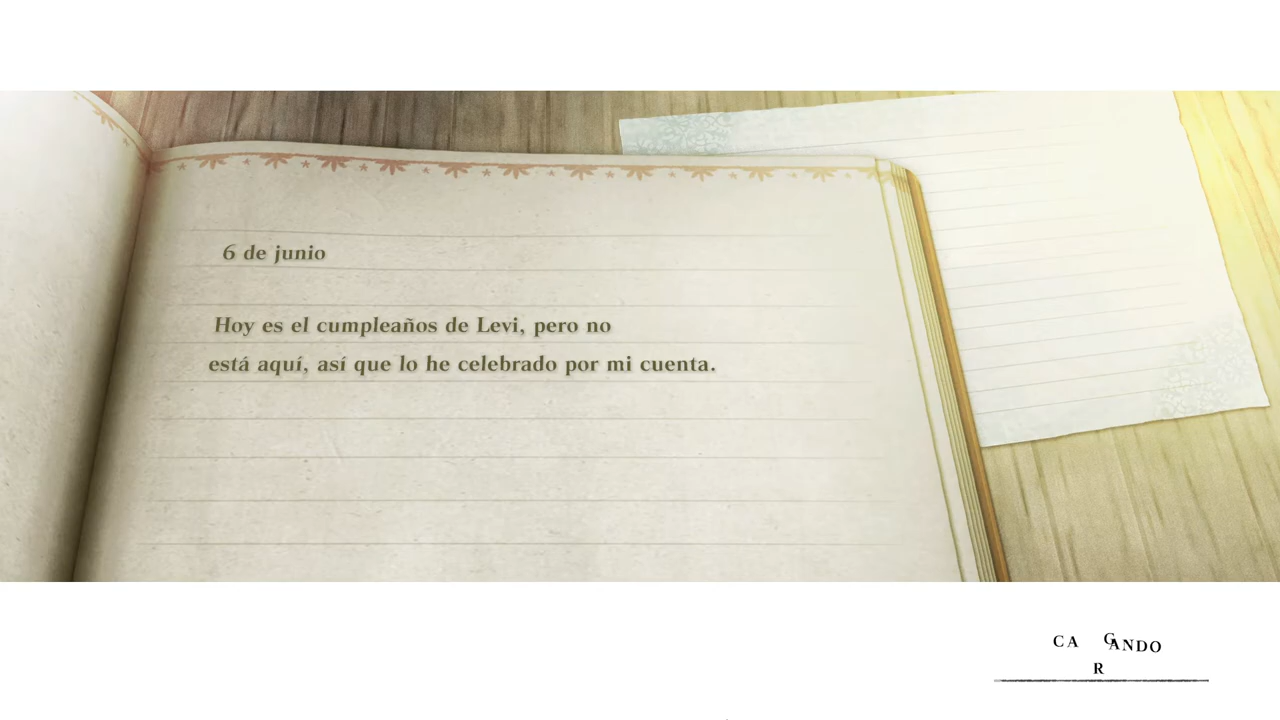 6 de junio
Hoy es el cumpleaños de Levi, pero no
está aquí, así que lo he celebrado por mi cuenta.
CARGANDO